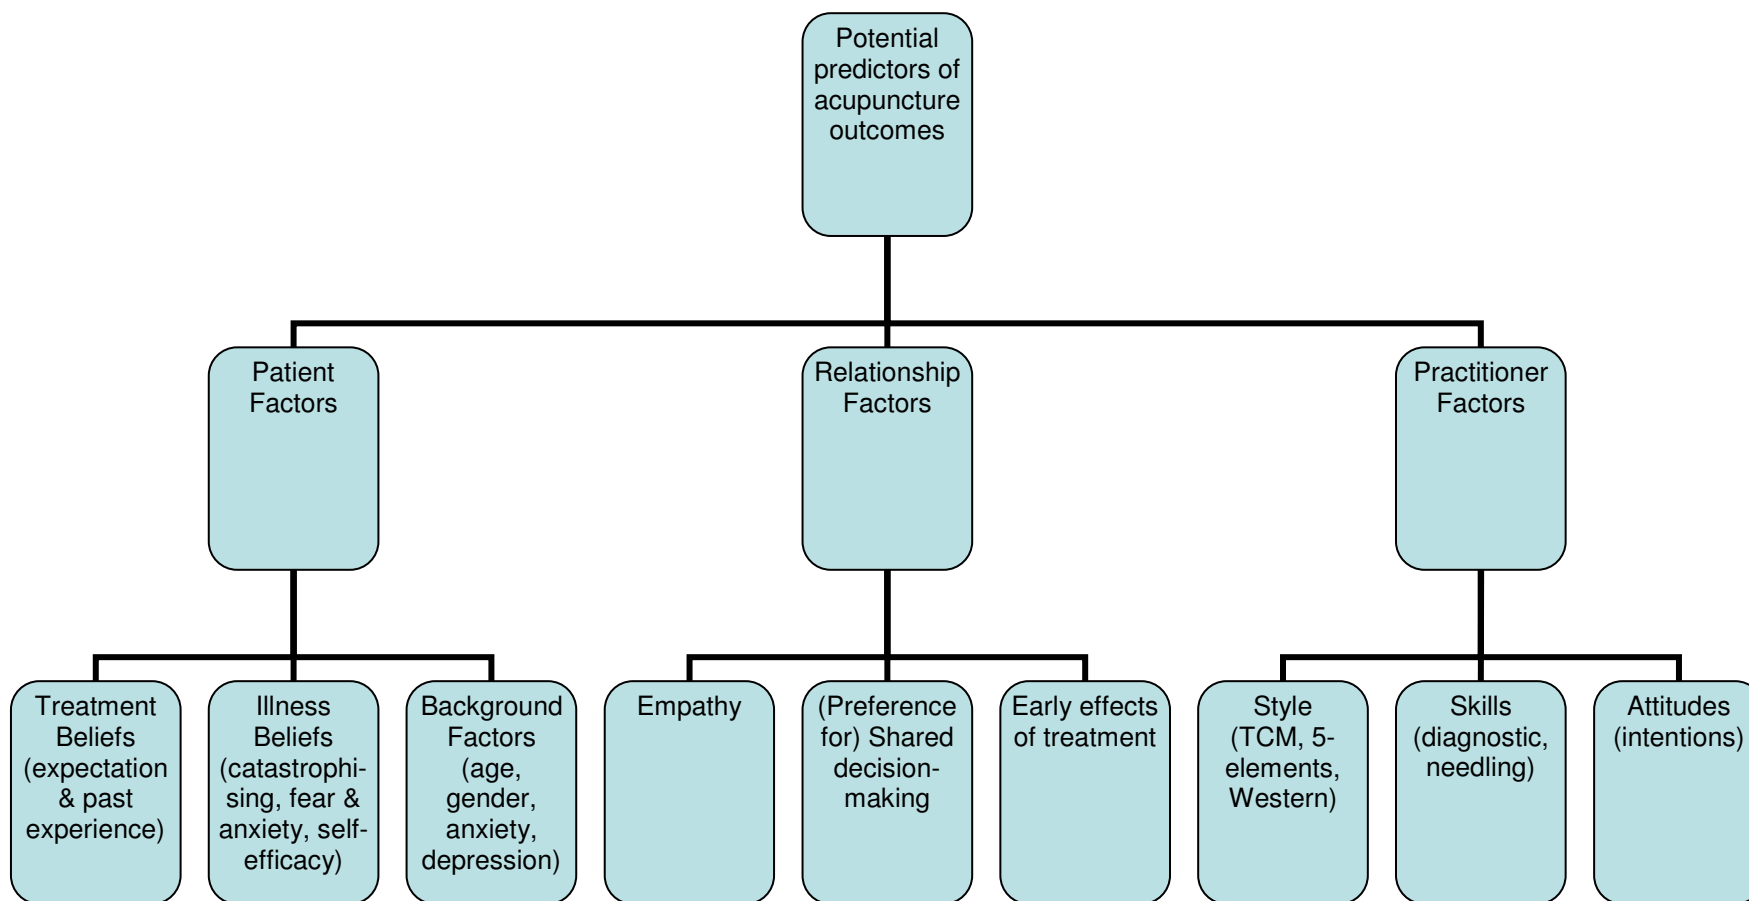 Potential
predictors of
acupuncture
outcomes
Patient
Factors
Relationship
Factors
Practitioner
Factors
Treatment
Beliefs
(expectation
& past
experience)
Illness
Beliefs
(catastrophi-
sing, fear &
anxiety, self-
efficacy)
Background
Factors
(age,
gender,
anxiety,
depression)
Empathy
(Preference
for) Shared
decision-
making
Early effects
of treatment
Style
(TCM, 5-
elements,
Western)
Skills
(diagnostic,
needling)
Attitudes
(intentions)